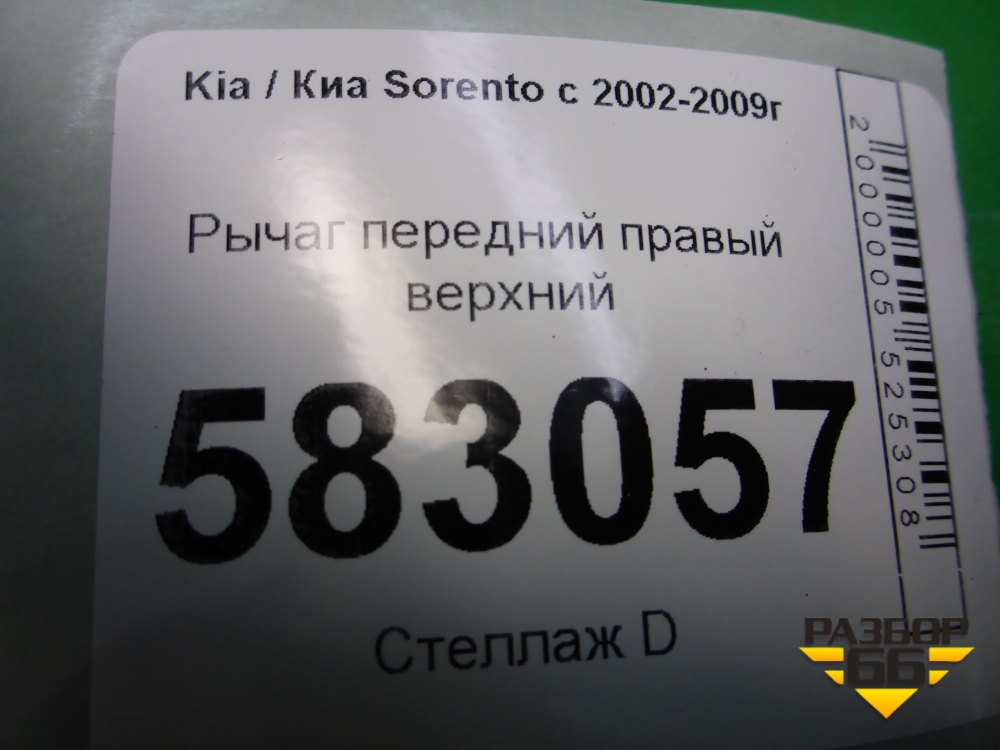 Kia / Киа Sorento с 2002-2009г
Рычаг передний правый
верхний
583057
Стеллаж D
2000005525308
РАЗБОР
66